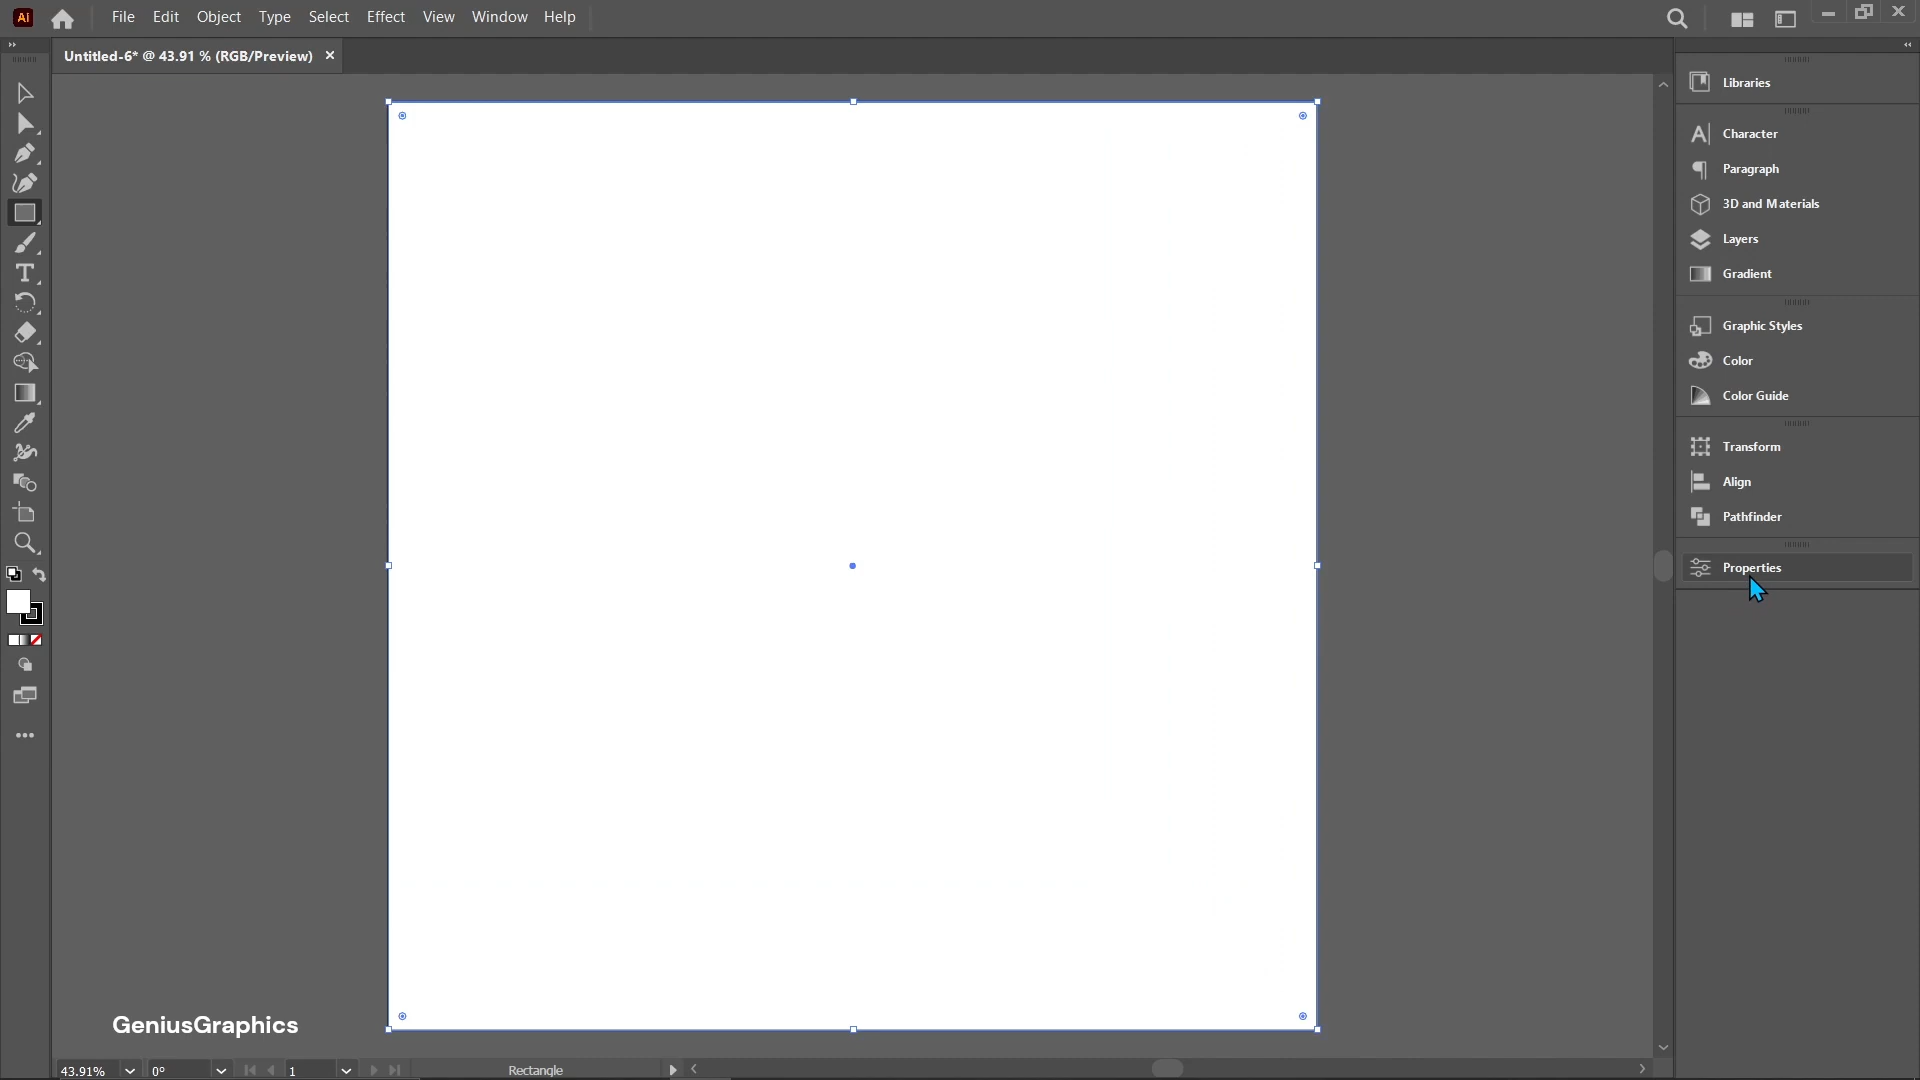 Ai
File Edit Object Type Select Effect View Window Help
Untitled-6* @ 43.91 % (RGB/Preview) ×
Libraries
Character
Paragraph
3D and Materials
Layers
Gradient
Graphic Styles
Color
Color Guide
Transform
Align
Pathfinder
Properties
GeniusGraphics
43.91% 0° 1 Rectangle